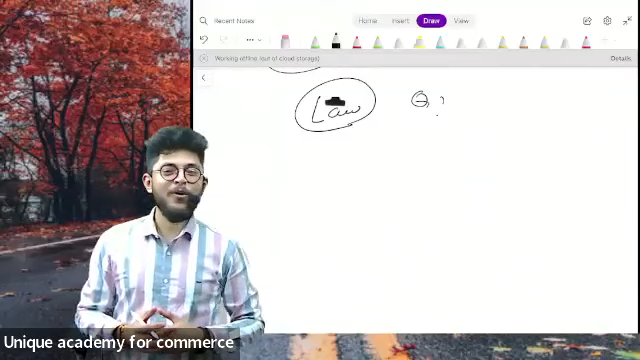 Recent Notes
Home Insert Draw View
Working offline (out of cloud storage) Details
Law Q ?
Unique academy for commerce